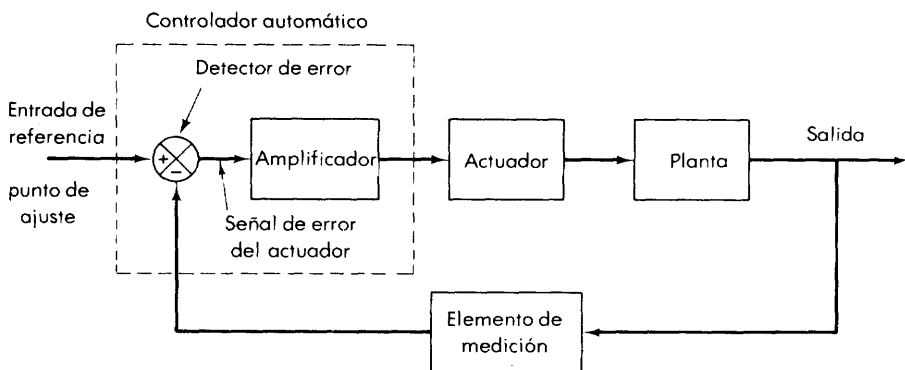 Controlador automático
Detector de error
Entrada de
referencia
punto de
ajuste
+
−
Amplificador
Señal de error
del actuador
Actuador
Planta
Salida
Elemento de
medición